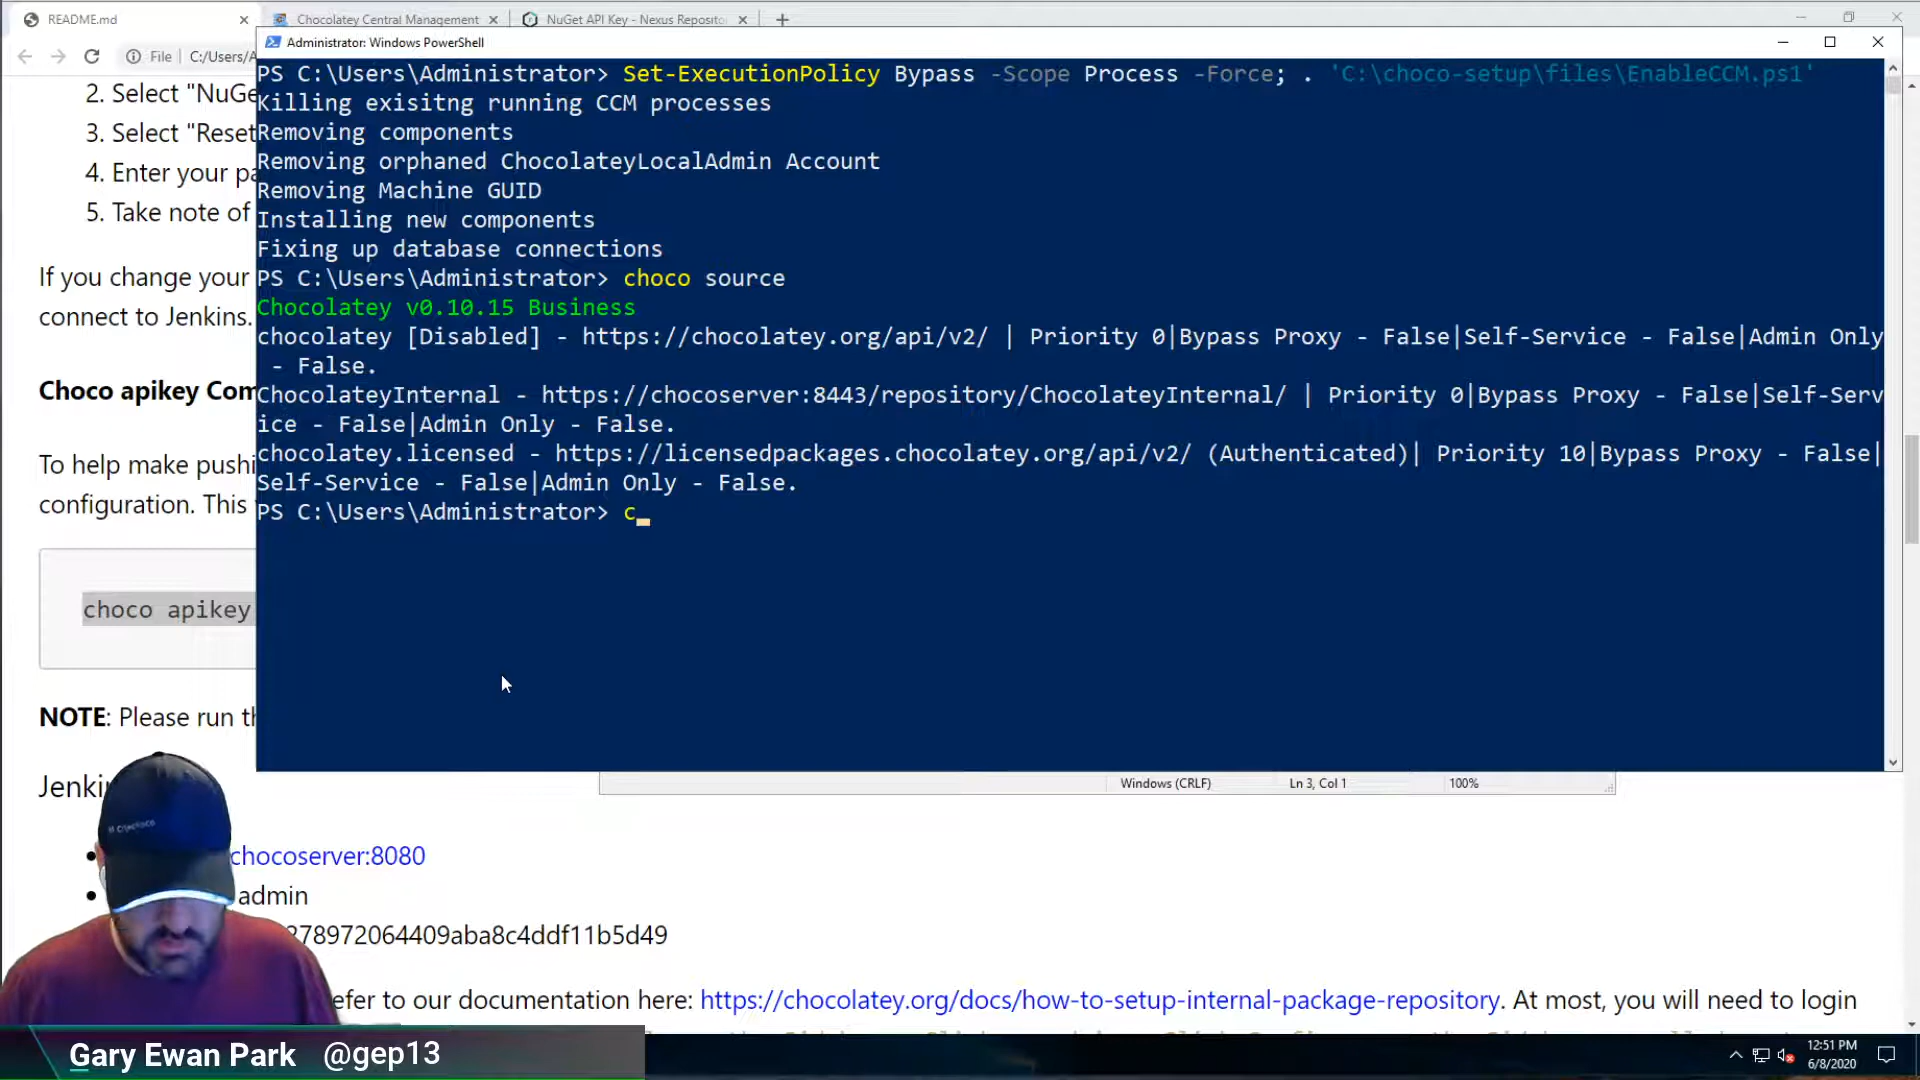 README.md
Chocolatey Central Management
NuGet API Key - Nexus Reposito
File C:/Users/A
Administrator: Windows PowerShell
2. Select "NuGe
3. Select "Reset
4. Enter your pa
5. Take note of
If you change your
connect to Jenkins.
Choco apikey Com
To help make pushi
configuration. This
choco apikey
NOTE: Please run th
PS C:\Users\Administrator> Set-ExecutionPolicy Bypass -Scope Process -Force; . 'C:\choco-setup\files\EnableCCM.ps1'
Killing exisitng running CCM processes
Removing components
Removing orphaned ChocolateyLocalAdmin Account
Removing Machine GUID
Installing new components
Fixing up database connections
PS C:\Users\Administrator> choco source
Chocolatey v0.10.15 Business
chocolatey [Disabled] - https://chocolatey.org/api/v2/ | Priority 0|Bypass Proxy - False|Self-Service - False|Admin Only
- False.
ChocolateyInternal - https://chocoserver:8443/repository/ChocolateyInternal/ | Priority 0|Bypass Proxy - False|Self-Serv
ice - False|Admin Only - False.
chocolatey.licensed - https://licensedpackages.chocolatey.org/api/v2/ (Authenticated)| Priority 10|Bypass Proxy - False|
Self-Service - False|Admin Only - False.
PS C:\Users\Administrator> c
Windows (CRLF) Ln 3, Col 1 100%
Jenki
chocoserver:8080
admin
78972064409aba8c4ddf11b5d49
efer to our documentation here: https://chocolatey.org/docs/how-to-setup-internal-package-repository. At most, you will need to login
Gary Ewan Park @gep13
12:51 PM
6/8/2020